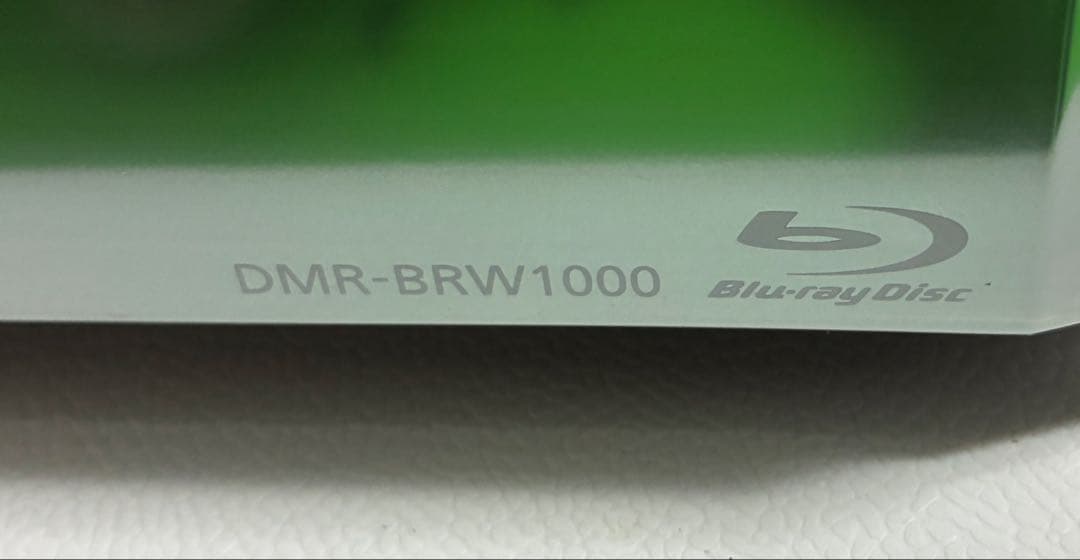 DMR-BRW1000
Blu-ray Disc